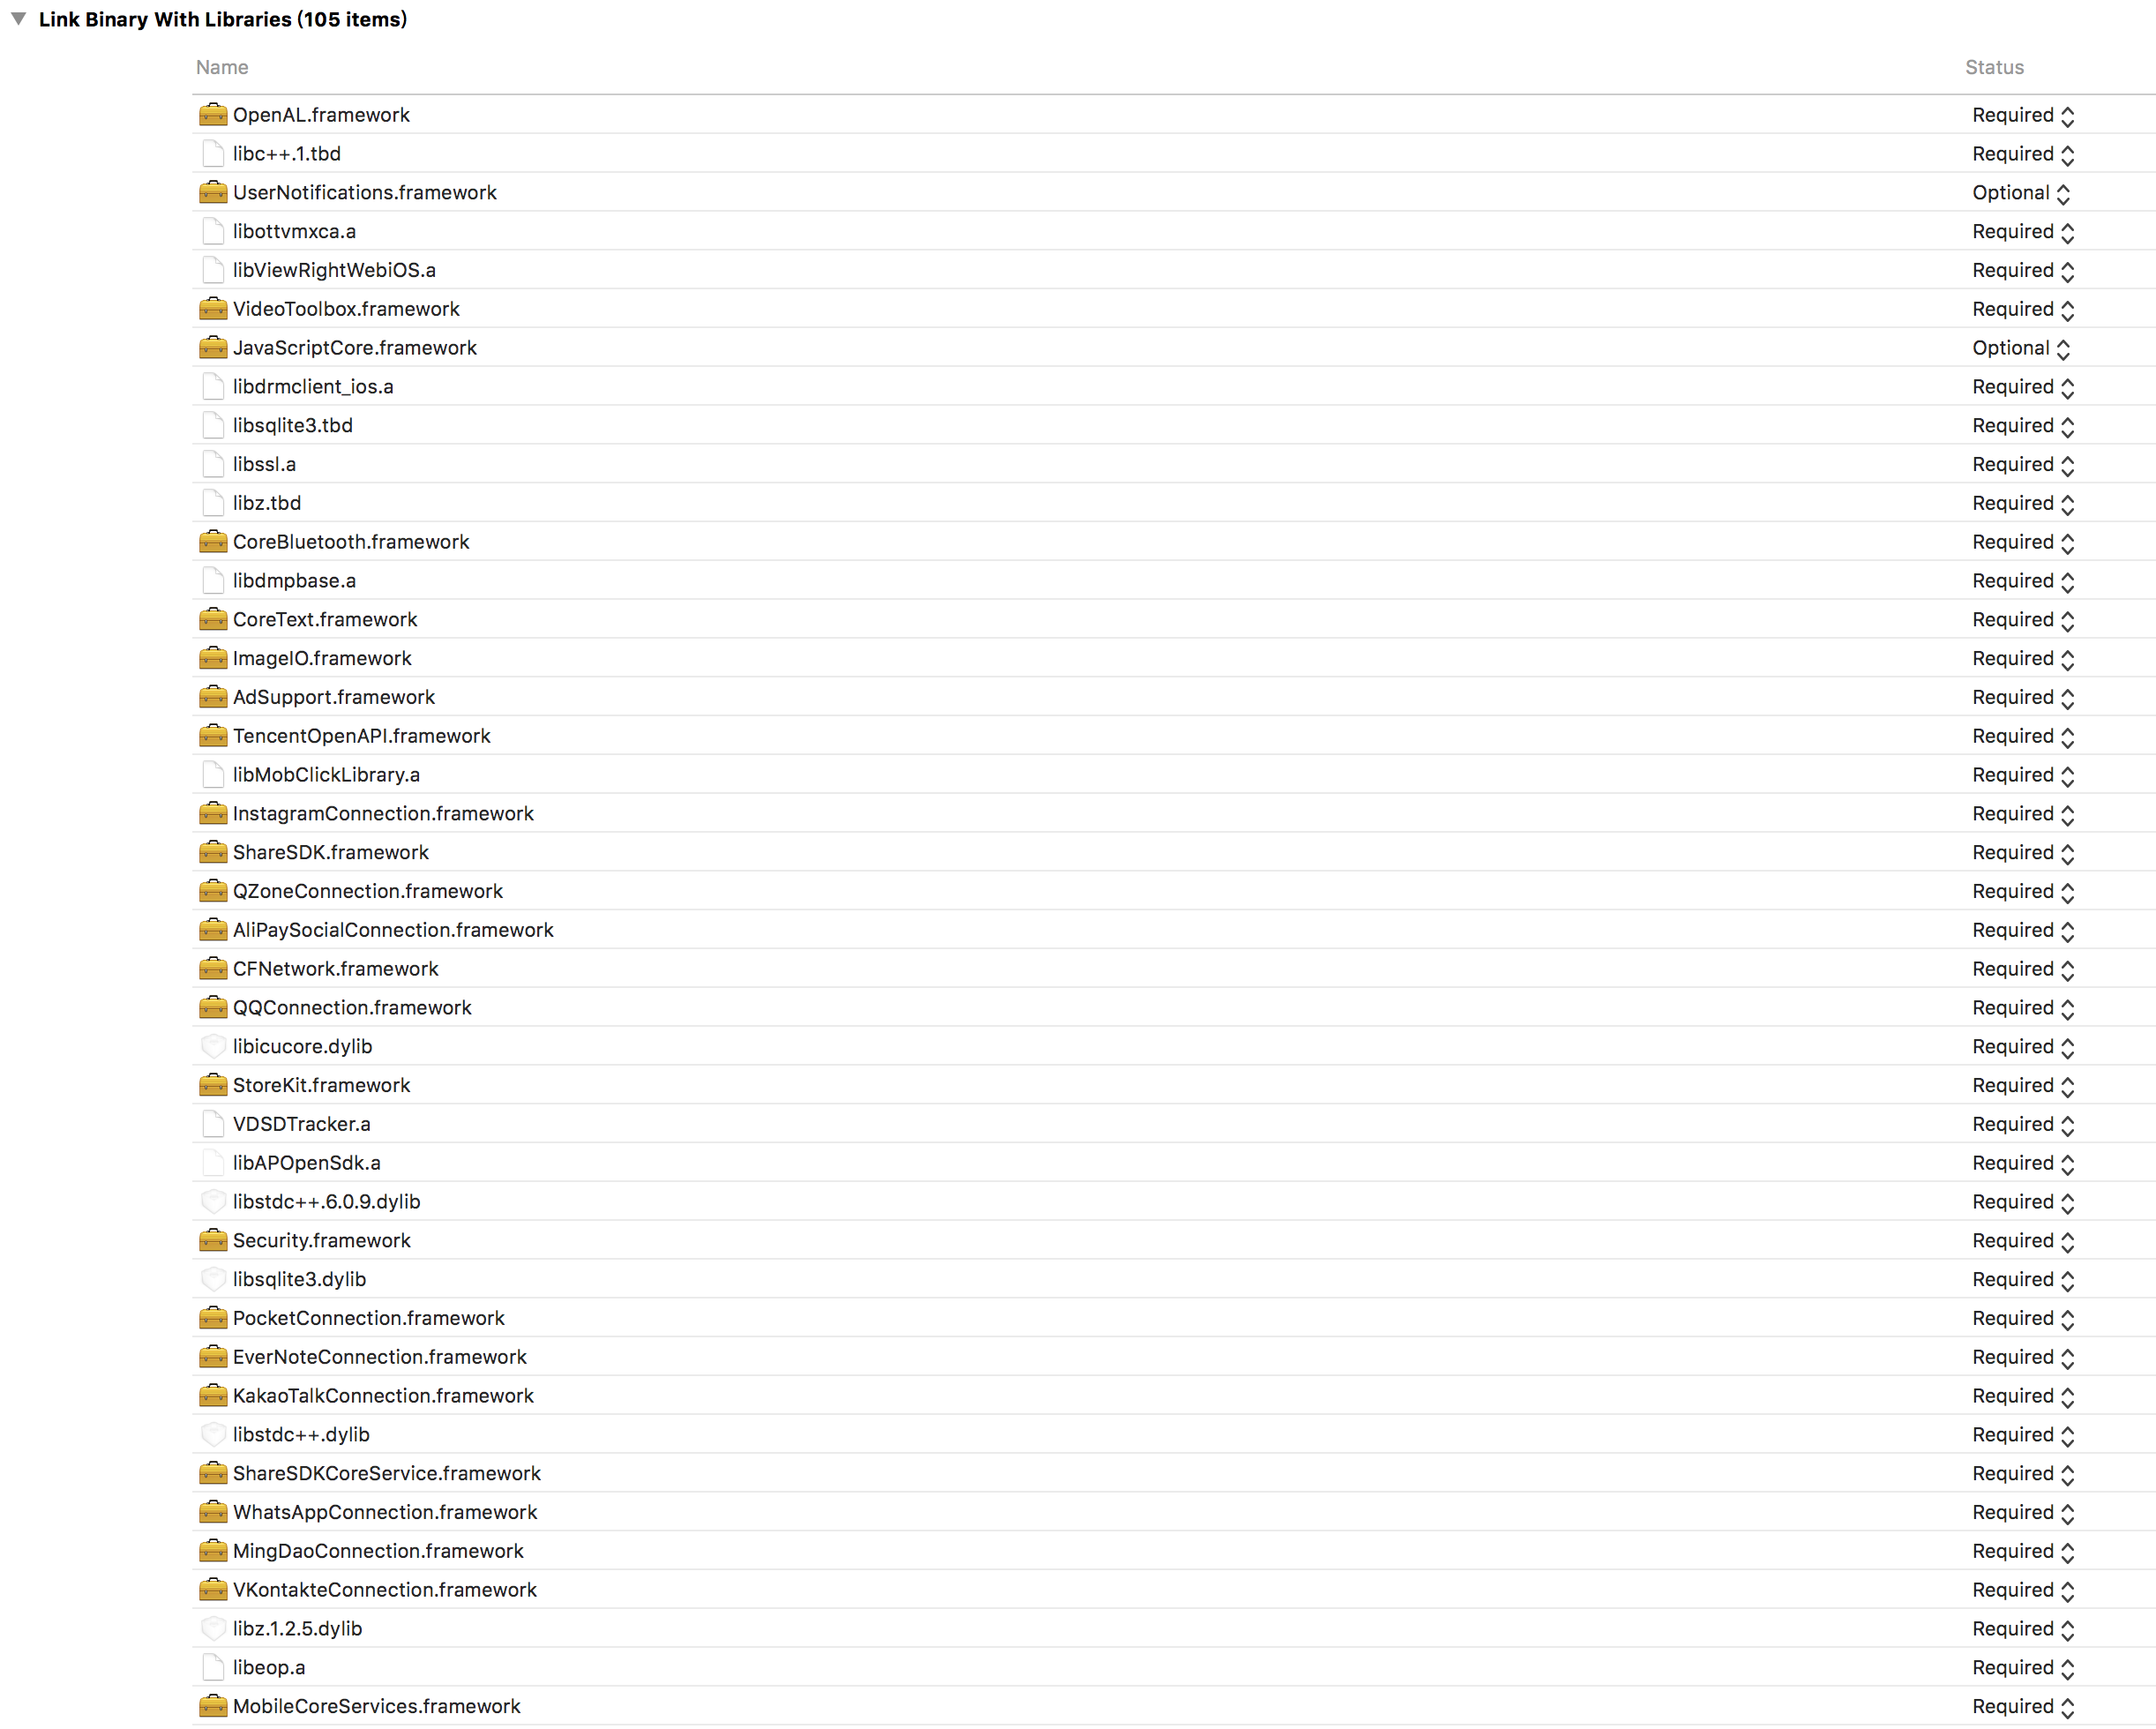 Link Binary With Libraries (105 items)
Name Status
OpenAL.framework Required
libc++.1.tbd Required
UserNotifications.framework Optional
libottvmxca.a Required
libViewRightWebiOS.a Required
VideoToolbox.framework Required
JavaScriptCore.framework Optional
libdrmclient_ios.a Required
libsqlite3.tbd Required
libssl.a Required
libz.tbd Required
CoreBluetooth.framework Required
libdmpbase.a Required
CoreText.framework Required
ImageIO.framework Required
AdSupport.framework Required
TencentOpenAPI.framework Required
libMobClickLibrary.a Required
InstagramConnection.framework Required
ShareSDK.framework Required
QZoneConnection.framework Required
AliPaySocialConnection.framework Required
CFNetwork.framework Required
QQConnection.framework Required
libicucore.dylib Required
StoreKit.framework Required
VDSDTracker.a Required
libAPOpenSdk.a Required
libstdc++.6.0.9.dylib Required
Security.framework Required
libsqlite3.dylib Required
PocketConnection.framework Required
EverNoteConnection.framework Required
KakaoTalkConnection.framework Required
libstdc++.dylib Required
ShareSDKCoreService.framework Required
WhatsAppConnection.framework Required
MingDaoConnection.framework Required
VKontakteConnection.framework Required
libz.1.2.5.dylib Required
libeop.a Required
MobileCoreServices.framework Required